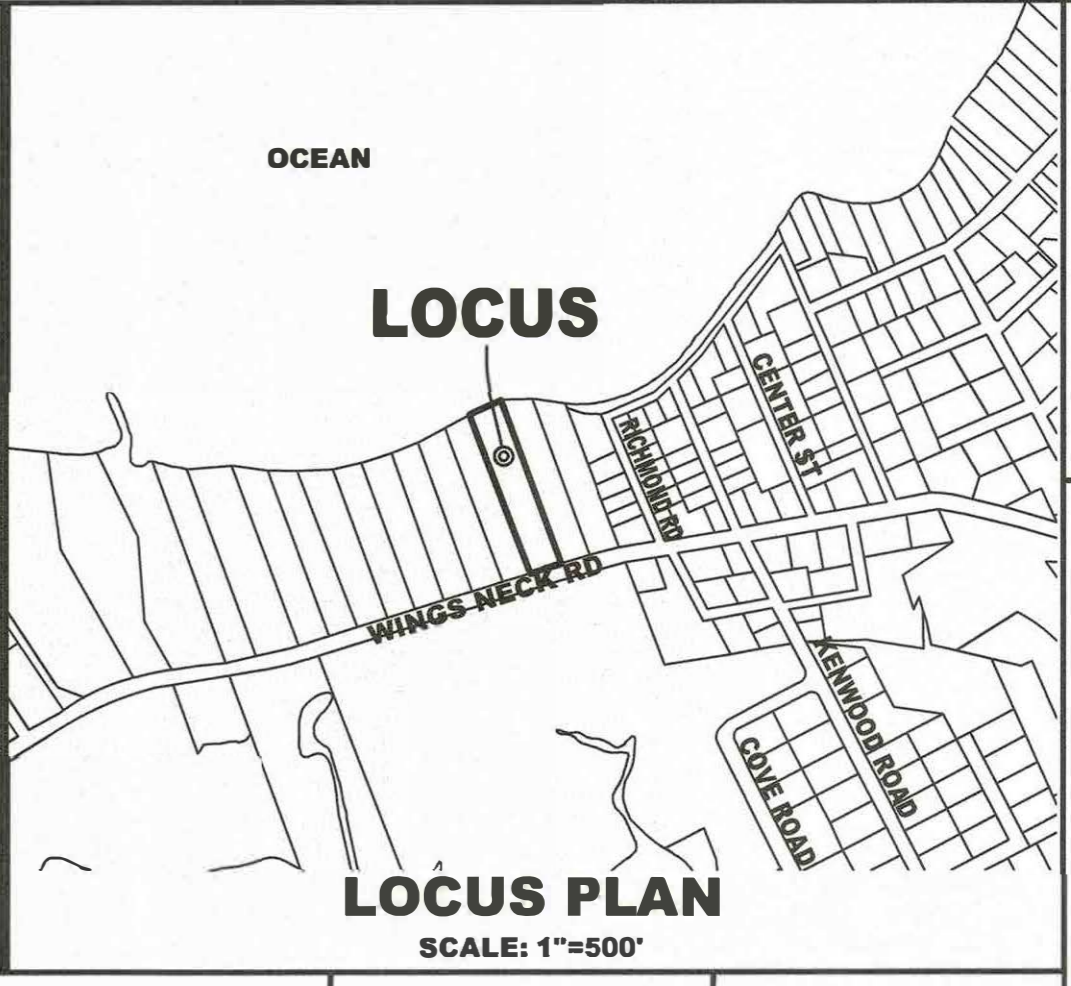 OCEAN
LOCUS
CENTER ST
RICHMOND RD
WINGS NECK RD
KENWOOD ROAD
COVE ROAD
LOCUS PLAN
SCALE: 1"=500'